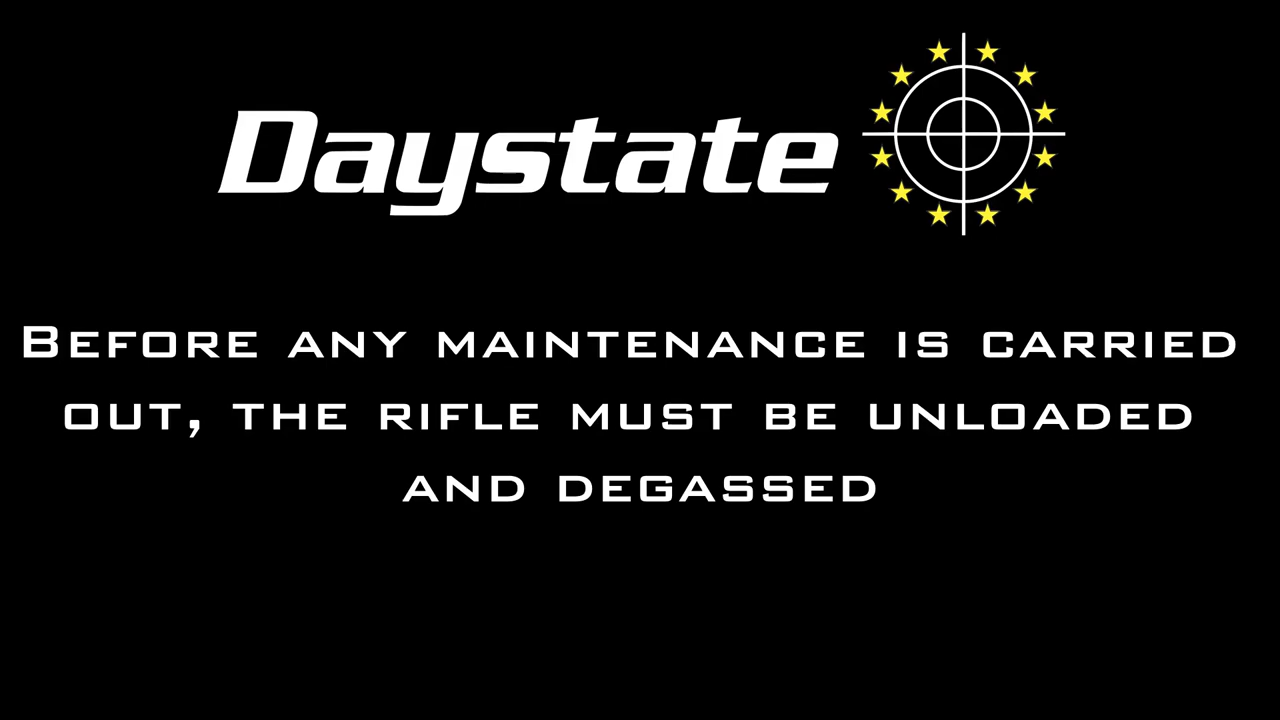 Daystate
BEFORE ANY MAINTENANCE IS CARRIED
OUT, THE RIFLE MUST BE UNLOADED
AND DEGASSED